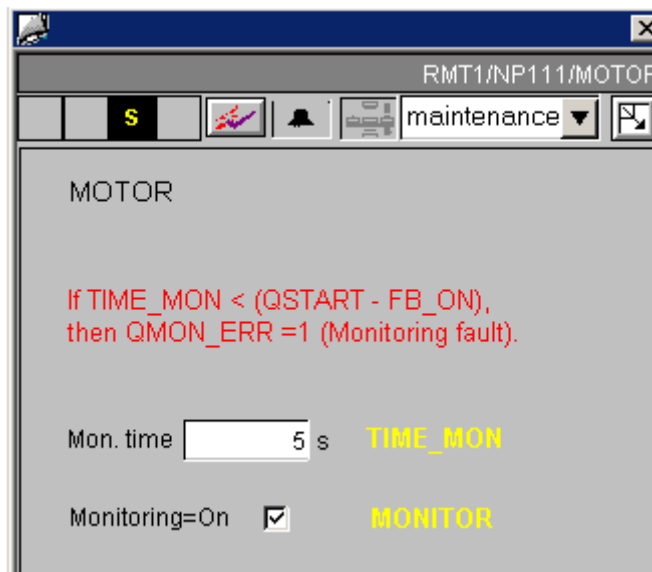 RMT1/NP111/MOTOR
S
maintenance
MOTOR
If TIME_MON < (QSTART - FB_ON),
then QMON_ERR =1 (Monitoring fault).
Mon. time 5 s TIME_MON
Monitoring=On MONITOR